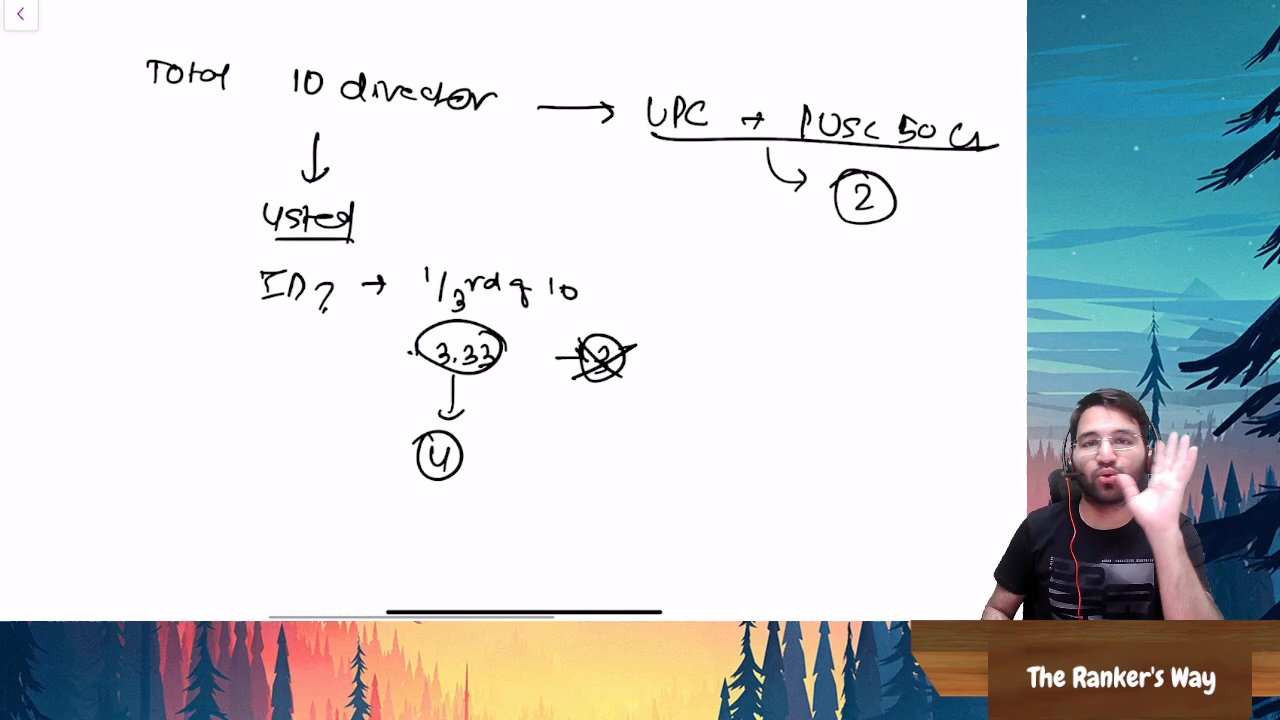 Total 10 director → UPC + PUSC 50 Cr
2
Listed
ID? → 1/3rd of 10
3.33
3
4
The Ranker's Way